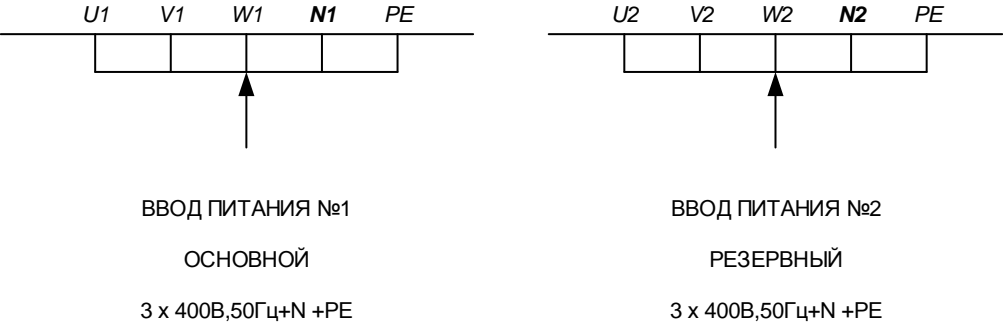 U1 V1 W1 N1 PE
U2 V2 W2 N2 PE
ВВОД ПИТАНИЯ №1
ОСНОВНОЙ
3 x 400В,50Гц+N +PE
ВВОД ПИТАНИЯ №2
РЕЗЕРВНЫЙ
3 x 400В,50Гц+N +PE